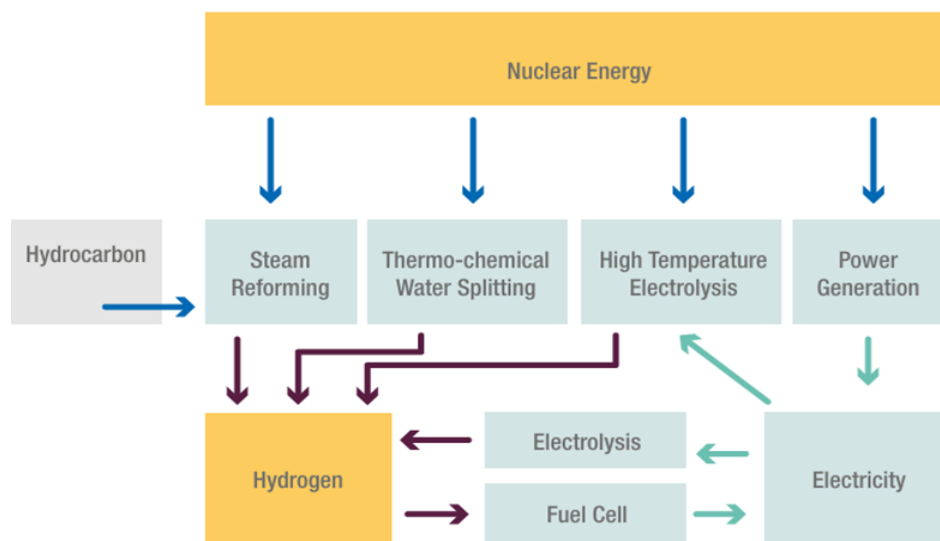 Nuclear Energy
Hydrocarbon
Steam
Reforming
Thermo-chemical
Water Splitting
High Temperature
Electrolysis
Power
Generation
Hydrogen
Electrolysis
Fuel Cell
Electricity